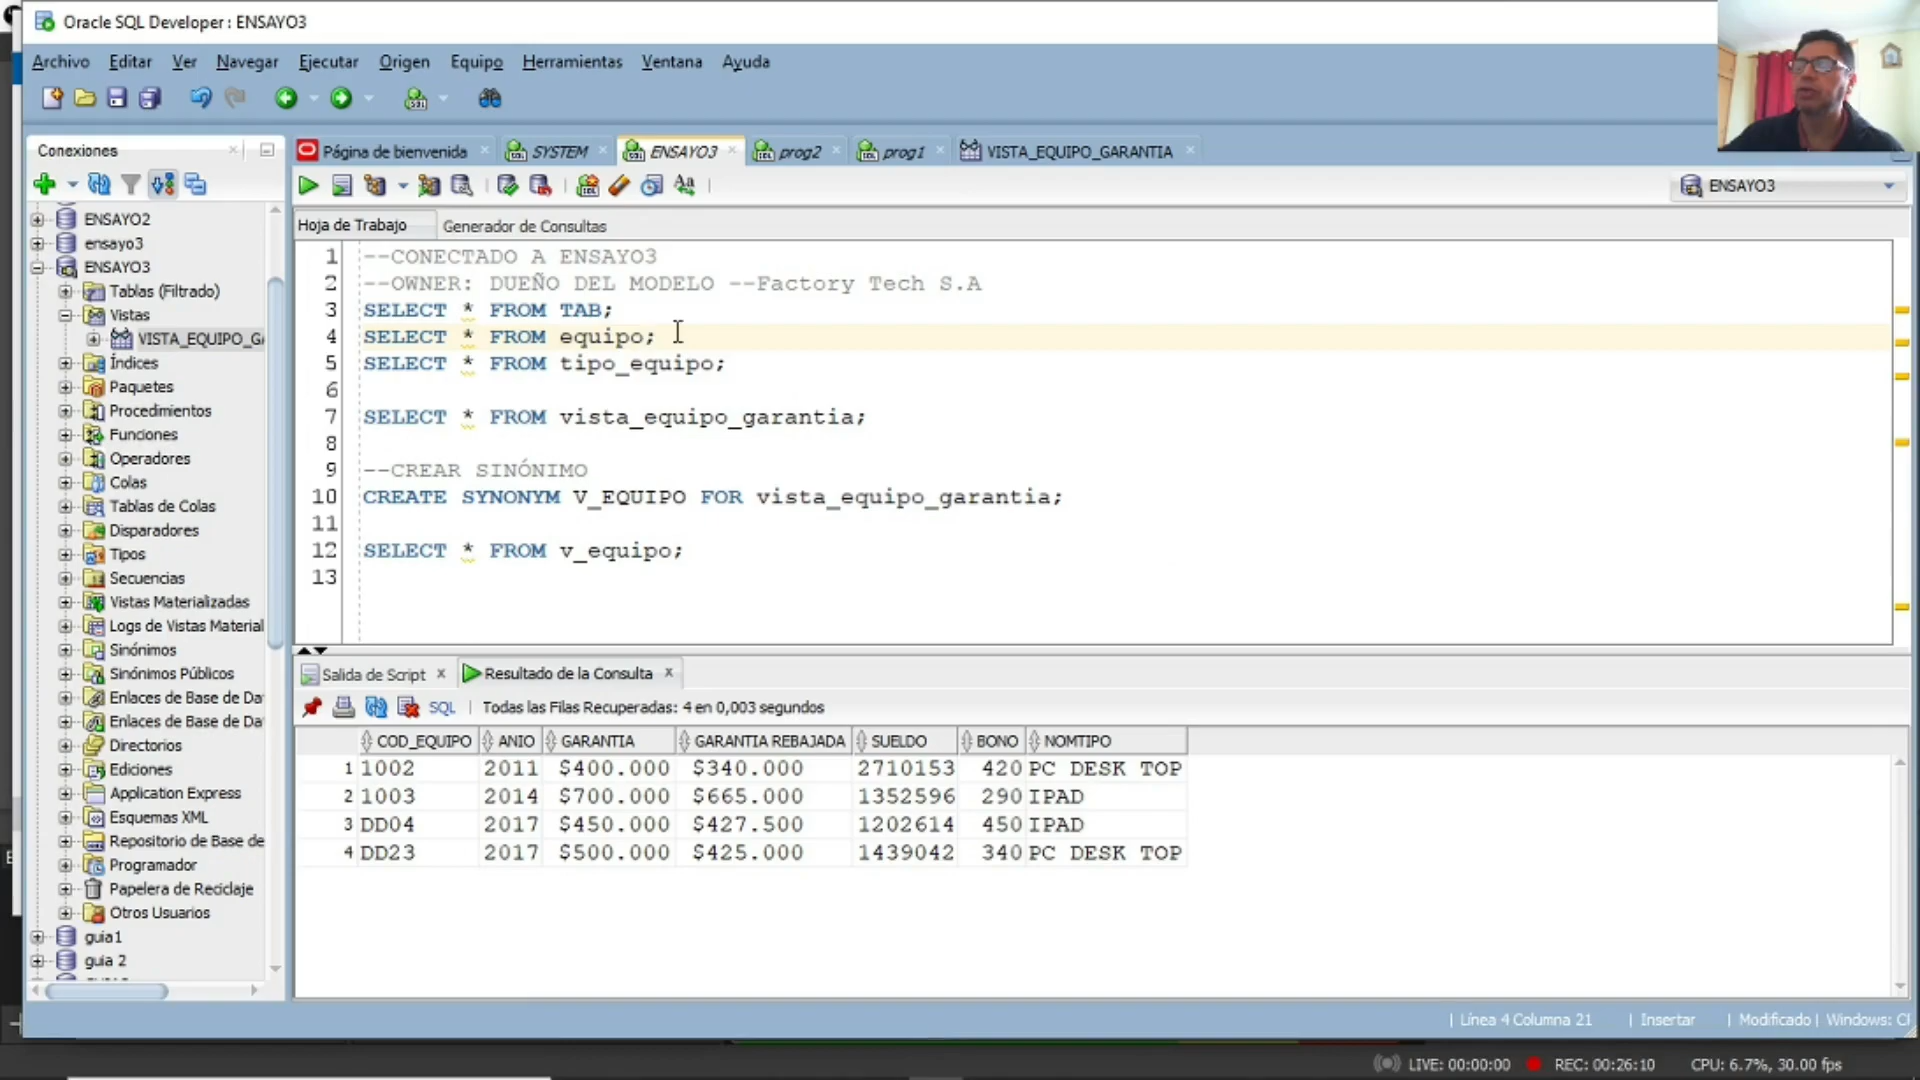 Oracle SQL Developer : ENSAYO3
Archivo Editar Ver Navegar Ejecutar Origen Equipo Herramientas Ventana Ayuda
Conexiones
Página de bienvenida SYSTEM ENSAYO3 prog2 prog1 VISTA_EQUIPO_GARANTIA
ENSAYO3
Hoja de Trabajo Generador de Consultas
ENSAYO2
ensayo3
ENSAYO3
Tablas (Filtrado)
Vistas
VISTA_EQUIPO_GA
Índices
Paquetes
Procedimientos
Funciones
Operadores
Colas
Tablas de Colas
Disparadores
Tipos
Secuencias
Vistas Materializadas
Logs de Vistas Material
Sinónimos
Sinónimos Públicos
Enlaces de Base de Da
Enlaces de Base de Da
Directorios
Ediciones
Application Express
Esquemas XML
Repositorio de Base de
Programador
Papelera de Reciclaje
Otros Usuarios
guia1
guia 2
1 --CONECTADO A ENSAYO3
2 --OWNER: DUEÑO DEL MODELO --Factory Tech S.A
3 SELECT * FROM TAB;
4 SELECT * FROM equipo;
5 SELECT * FROM tipo_equipo;
6
7 SELECT * FROM vista_equipo_garantia;
8
9 --CREAR SINÓNIMO
10 CREATE SYNONYM V_EQUIPO FOR vista_equipo_garantia;
11
12 SELECT * FROM v_equipo;
13
Salida de Script x Resultado de la Consulta x
SQL | Todas las Filas Recuperadas: 4 en 0,003 segundos
COD_EQUIPO ANIO GARANTIA GARANTIA REBAJADA SUELDO BONO NOMTIPO
1 1002 2011 $400.000 $340.000 2710153 420 PC DESK TOP
2 1003 2014 $700.000 $665.000 1352596 290 IPAD
3 DD04 2017 $450.000 $427.500 1202614 450 IPAD
4 DD23 2017 $500.000 $425.000 1439042 340 PC DESK TOP
| Línea 4 Columna 21 | Insertar | Modificado | Windows:
LIVE: 00:00:00 REC: 00:26:10 CPU: 6.7%, 30.00 fps